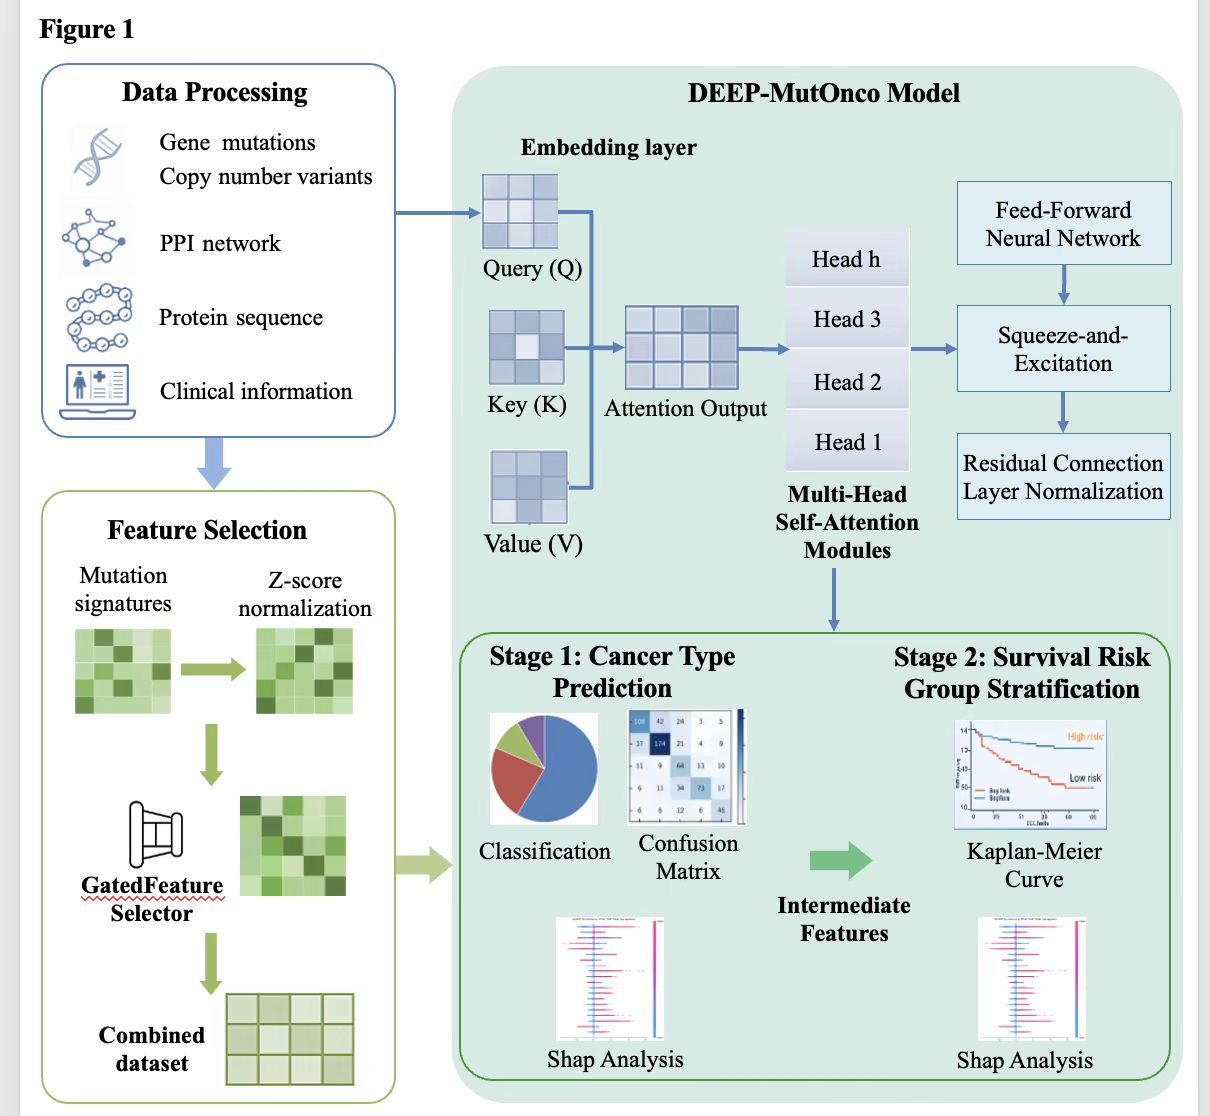 Figure 1
Data Processing
Gene mutations
Copy number variants
PPI network
Protein sequence
Clinical information
Feature Selection
Mutation
signatures
Z-score
normalization
GatedFeature
Selector
Combined
dataset
DEEP-MutOnco Model
Embedding layer
Query (Q)
Key (K)
Value (V)
Attention Output
Head h
Head 3
Head 2
Head 1
Multi-Head
Self-Attention
Modules
Feed-Forward
Neural Network
Squeeze-and-
Excitation
Residual Connection
Layer Normalization
Stage 1: Cancer Type
Prediction
108 42 24 3 5
37 174 21 4 9
11 9 64 13 10
6 11 34 73 17
6 6 12 6 46
Classification
Confusion
Matrix
Shap Analysis
Intermediate
Features
Stage 2: Survival Risk
Group Stratification
High risk
Low risk
Kaplan-Meier
Curve
Shap Analysis